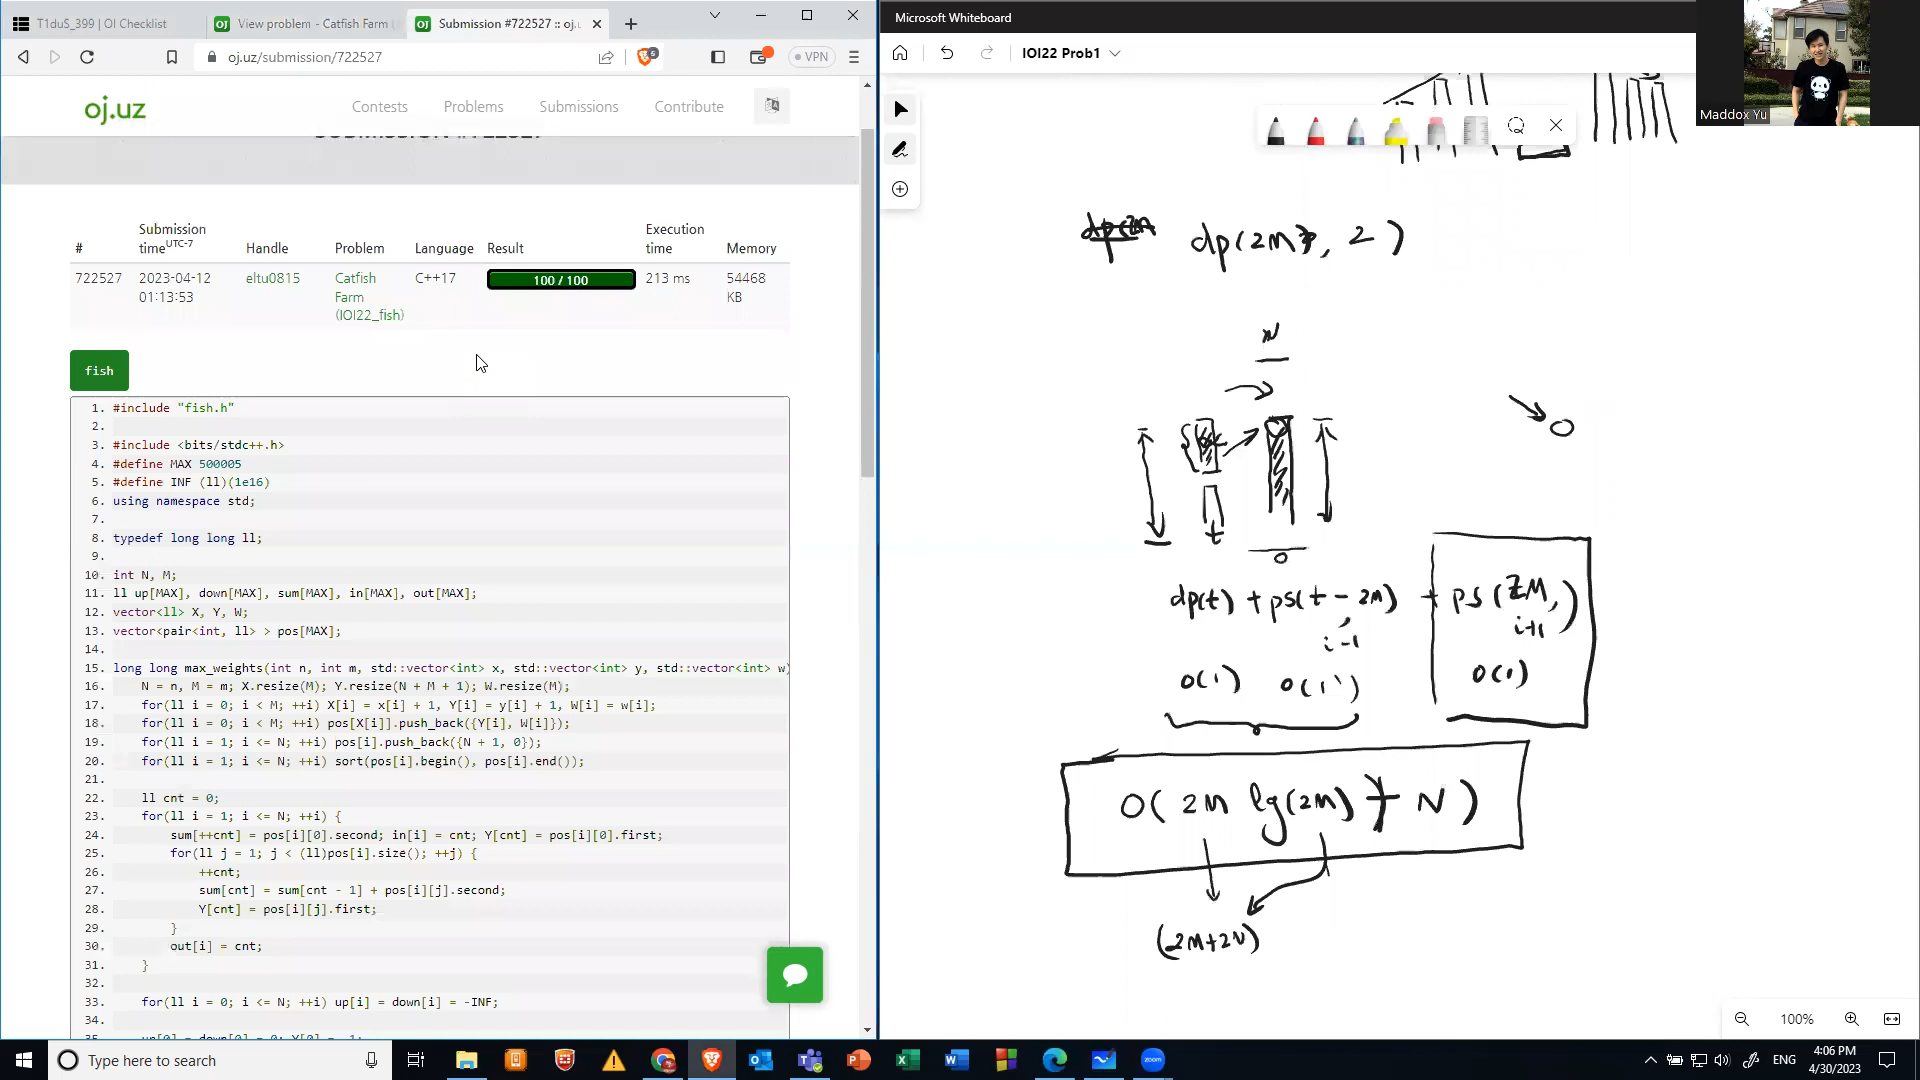 T1duS_399 | OI Checklist
View problem - Catfish Farm (
Submission #722527 :: oj.u
oj.uz/submission/722527
VPN
Microsoft Whiteboard
IOI22 Prob1
Maddox Yu
oj.uz
Contests
Problems
Submissions
Contribute
# Submission time UTC-7 Handle Problem Language Result Execution time Memory
722527 2023-04-12 01:13:53 eltu0815 Catfish Farm (IOI22_fish) C++17 100 / 100 213 ms 54468 KB
fish
1. #include "fish.h"
2.
3. #include <bits/stdc++.h>
4. #define MAX 500005
5. #define INF (ll)(1e16)
6. using namespace std;
7.
8. typedef long long ll;
9.
10. int N, M;
11. ll up[MAX], down[MAX], sum[MAX], in[MAX], out[MAX];
12. vector<ll> X, Y, W;
13. vector<pair<int, ll> > pos[MAX];
14.
15. long long max_weights(int n, int m, std::vector<int> x, std::vector<int> y, std::vector<int> w)
16. N = n, M = m; X.resize(M); Y.resize(N + M + 1); W.resize(M);
17. for(ll i = 0; i < M; ++i) X[i] = x[i] + 1, Y[i] = y[i] + 1, W[i] = w[i];
18. for(ll i = 0; i < M; ++i) pos[X[i]].push_back({Y[i], W[i]});
19. for(ll i = 1; i <= N; ++i) pos[i].push_back({N + 1, 0});
20. for(ll i = 1; i <= N; ++i) sort(pos[i].begin(), pos[i].end());
21.
22. ll cnt = 0;
23. for(ll i = 1; i <= N; ++i) {
24. sum[++cnt] = pos[i][0].second; in[i] = cnt; Y[cnt] = pos[i][0].first;
25. for(ll j = 1; j < (ll)pos[i].size(); ++j) {
26. ++cnt;
27. sum[cnt] = sum[cnt - 1] + pos[i][j].second;
28. Y[cnt] = pos[i][j].first;
29. }
30. out[i] = cnt;
31. }
32.
33. for(ll i = 0; i <= N; ++i) up[i] = down[i] = -INF;
34.
dp(2M, 2)
N
t
0
dp(t) + ps(t - 2M) + ps(2M,)
i-1 i+1
O(1) O(1) O(1)
O( 2M lg(2M) + N )
(2M+2N)
100%
Type here to search
ENG
4:06 PM
4/30/2023